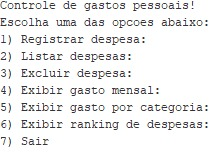 Controle de gastos pessoais!
Escolha uma das opcoes abaixo:
1) Registrar despesa:
2) Listar despesas:
3) Excluir despesa:
4) Exibir gasto mensal:
5) Exibir gasto por categoria:
6) Exibir ranking de despesas:
7) Sair